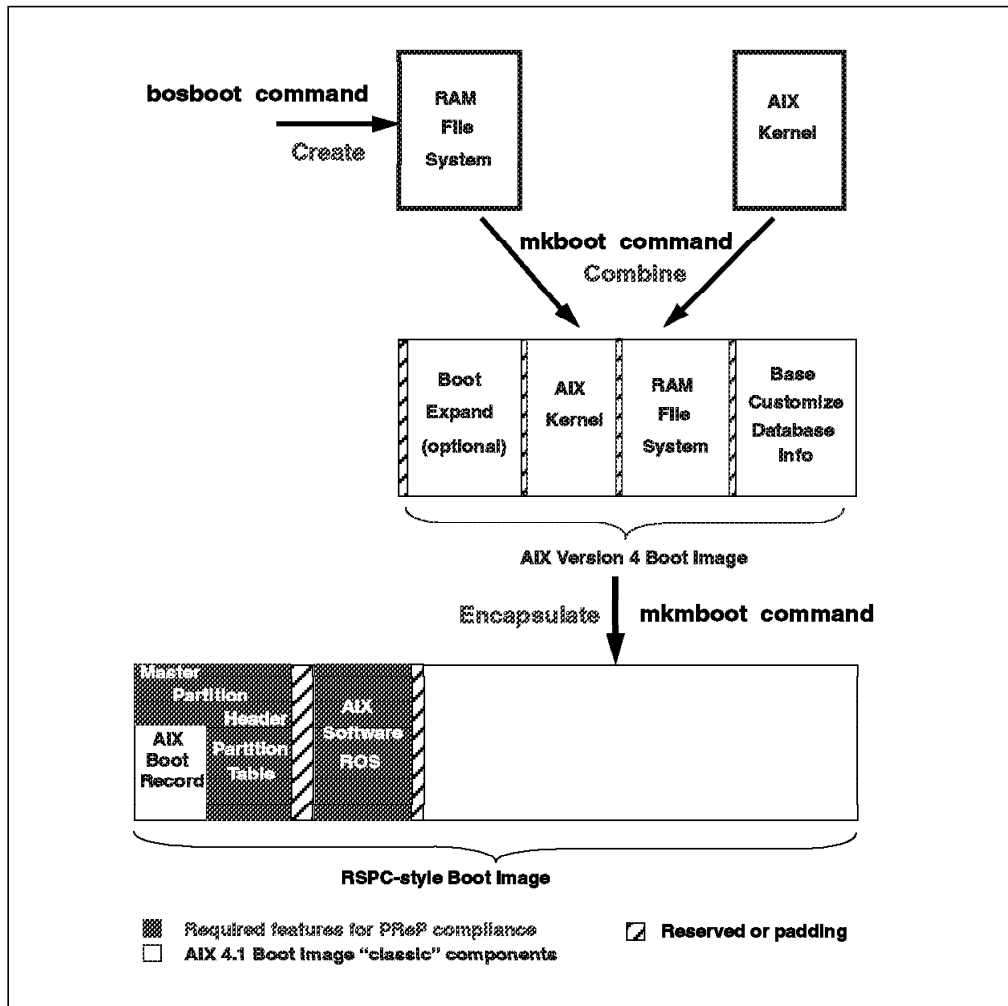 bosboot command
Create
RAM
File
System
AIX
Kernel
mkboot command
Combine
Boot
Expand
(optional)
AIX
Kernel
RAM
File
System
Base
Customize
Database
Info
AIX Version 4 Boot Image
Encapsulate
mkmboot command
Master
Partition
Header
AIX
Boot
Record
Partition
Table
AIX
Software
ROS
RSPC-style Boot Image
Required features for PReP compliance
Reserved or padding
AIX 4.1 Boot Image “classic” components